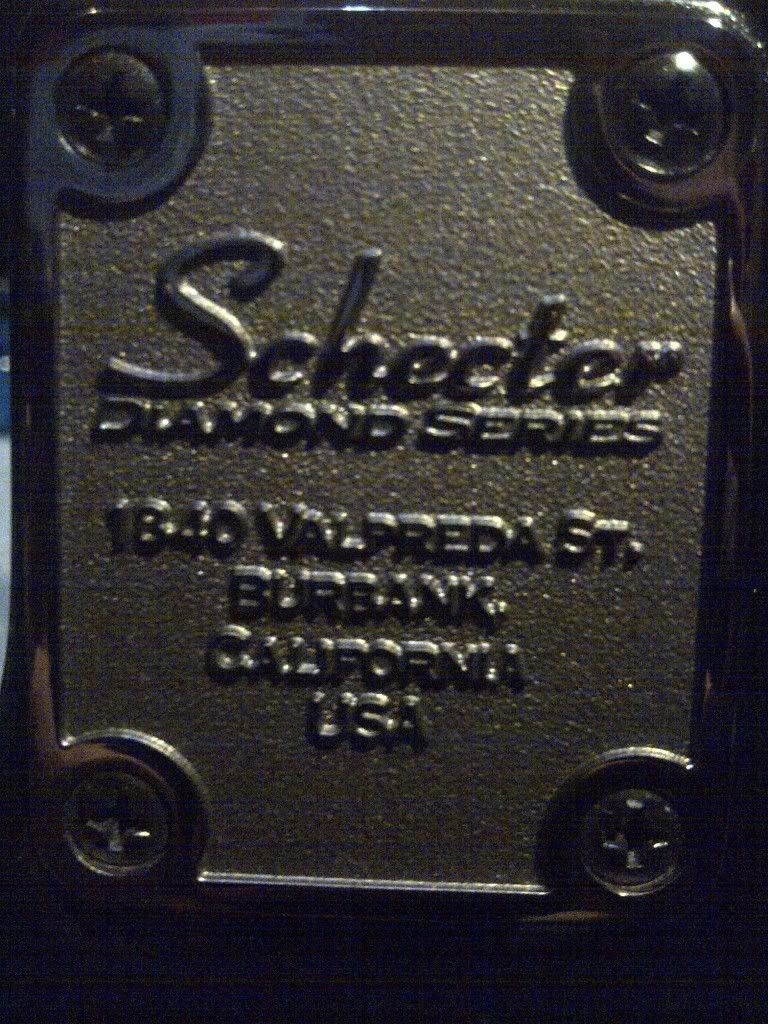 Schecter
DIAMOND SERIES
1840 VALPREDA ST.,
BURBANK,
CALIFORNIA
USA